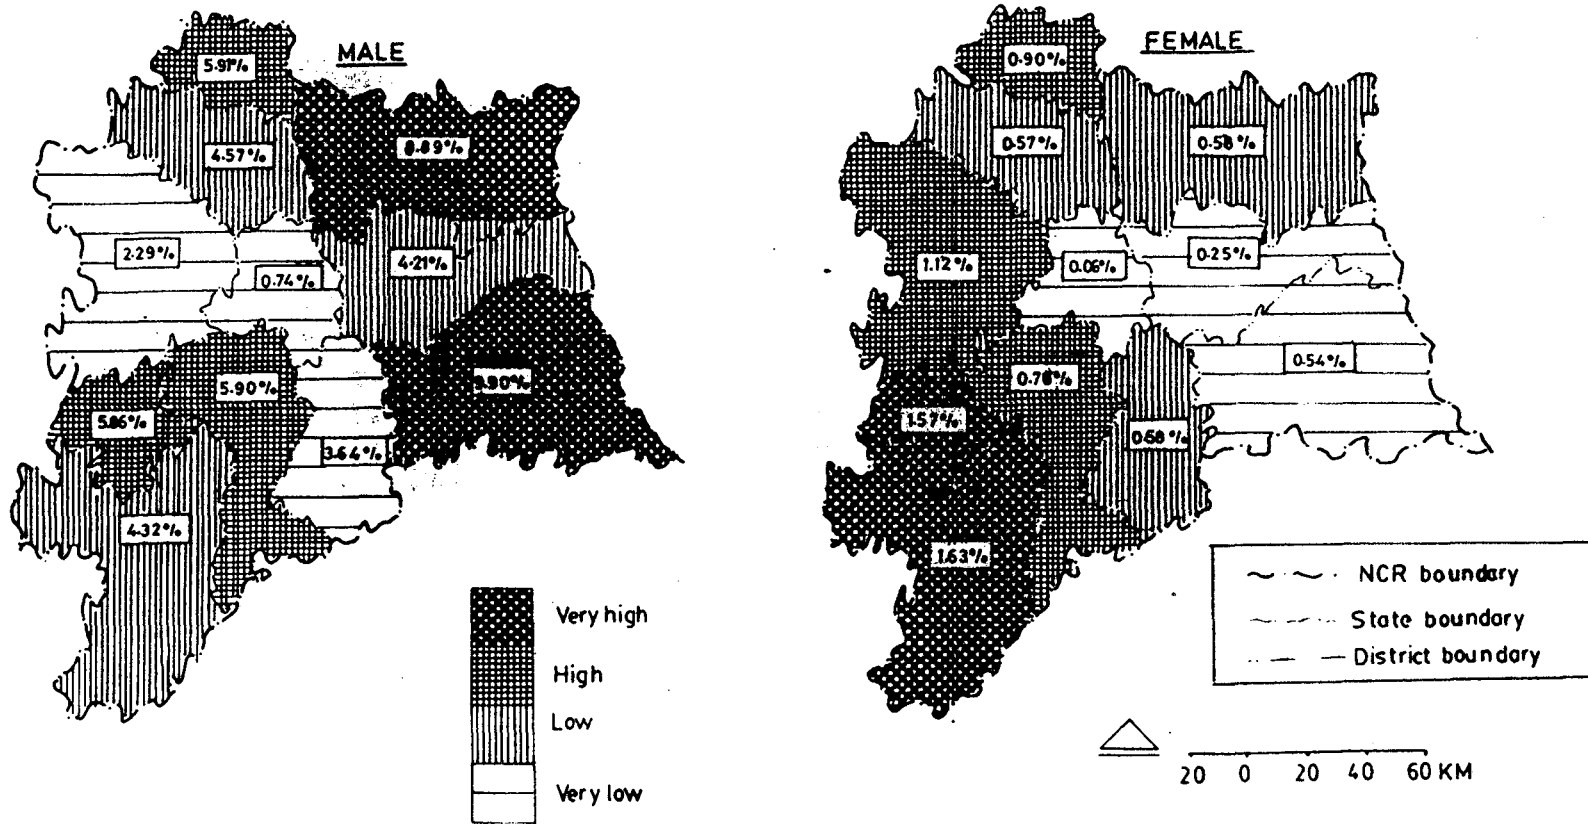 MALE
5.91%
4.57%
8.89%
2.29%
0.74%
4.21%
5.90%
9.90%
5.86%
3.64%
4.32%
Very high
High
Low
Very low
FEMALE
0.90%
0.57%
0.58%
1.12%
0.06%
0.25%
0.54%
0.78%
1.57%
0.58%
1.63%
NCR boundary
State boundary
District boundary
20 0 20 40 60 KM